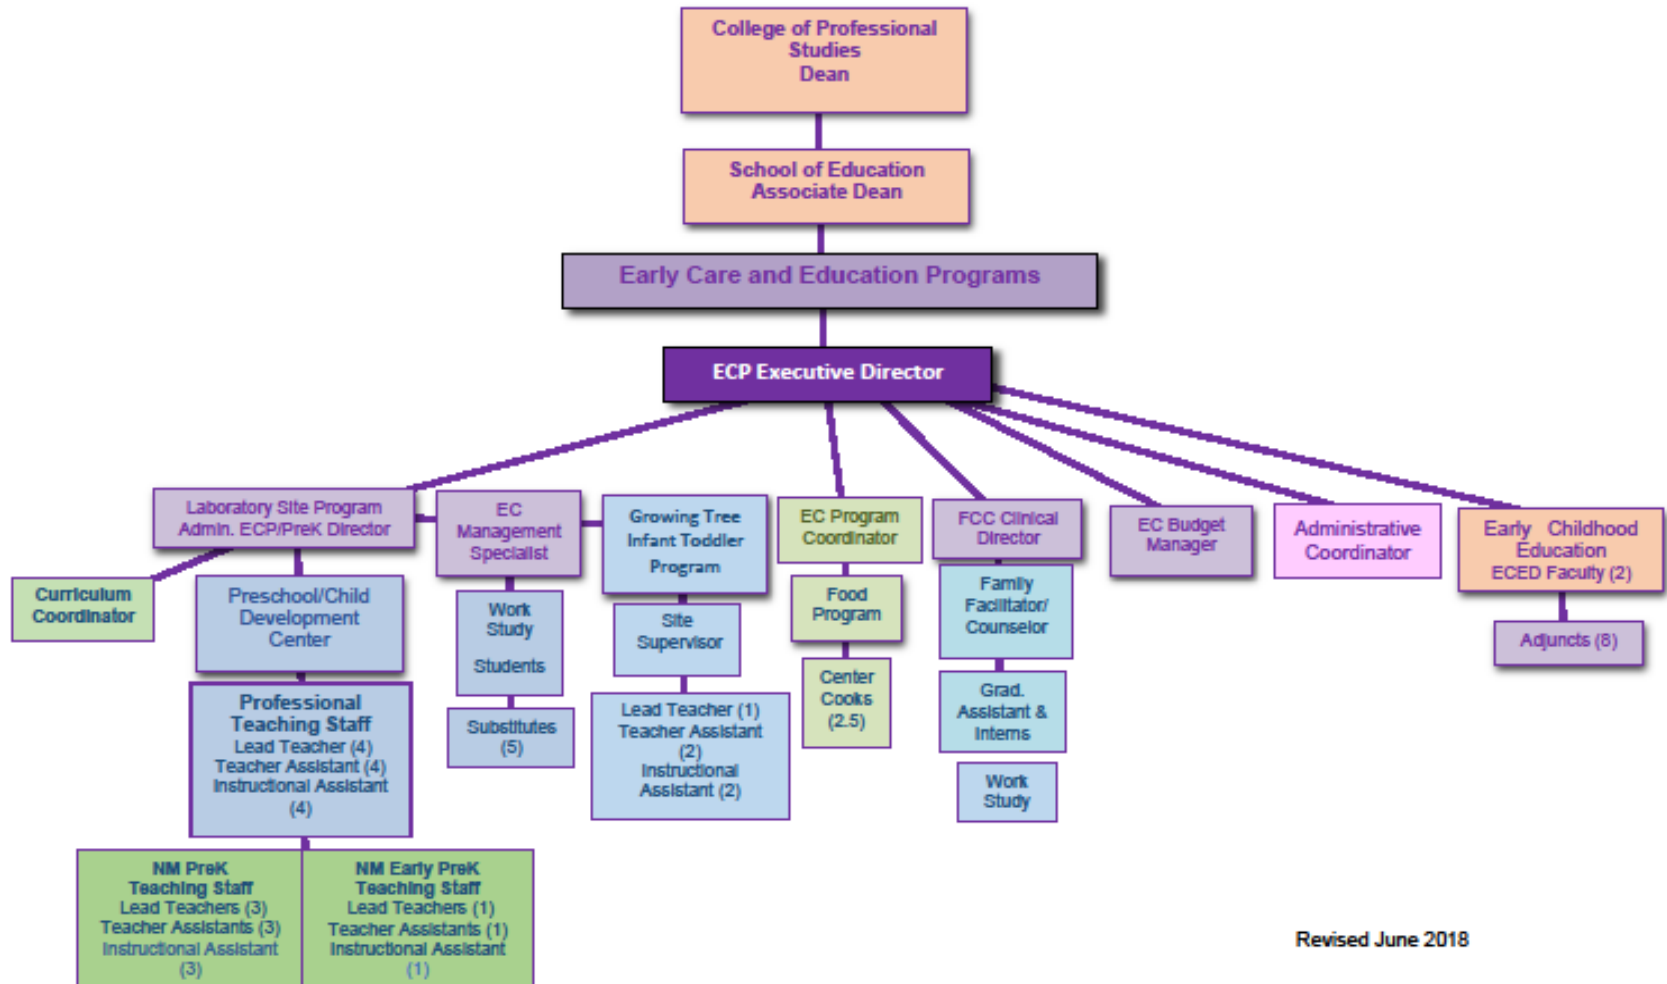 College of Professional
Studies
Dean
School of Education
Associate Dean
Early Care and Education Programs
ECP Executive Director
Laboratory Site Program
Admin. ECP/PreK Director
EC
Management
Specialist
Growing Tree
Infant Toddler
Program
EC Program
Coordinator
FCC Clinical
Director
EC Budget
Manager
Administrative
Coordinator
Early Childhood
Education
ECED Faculty (2)
Curriculum
Coordinator
Preschool/Child
Development
Center
Work
Study
Students
Site
Supervisor
Food
Program
Family
Facilitator/
Counselor
Adjuncts (8)
Professional
Teaching Staff
Lead Teacher (4)
Teacher Assistant (4)
Instructional Assistant
(4)
Substitutes
(5)
Lead Teacher (1)
Teacher Assistant
(2)
Instructional
Assistant (2)
Center
Cooks
(2.5)
Grad.
Assistant &
Interns
Work
Study
NM PreK
Teaching Staff
Lead Teachers (3)
Teacher Assistants (3)
Instructional Assistant
(3)
NM Early PreK
Teaching Staff
Lead Teachers (1)
Teacher Assistants (1)
Instructional Assistant
(1)
Revised June 2018